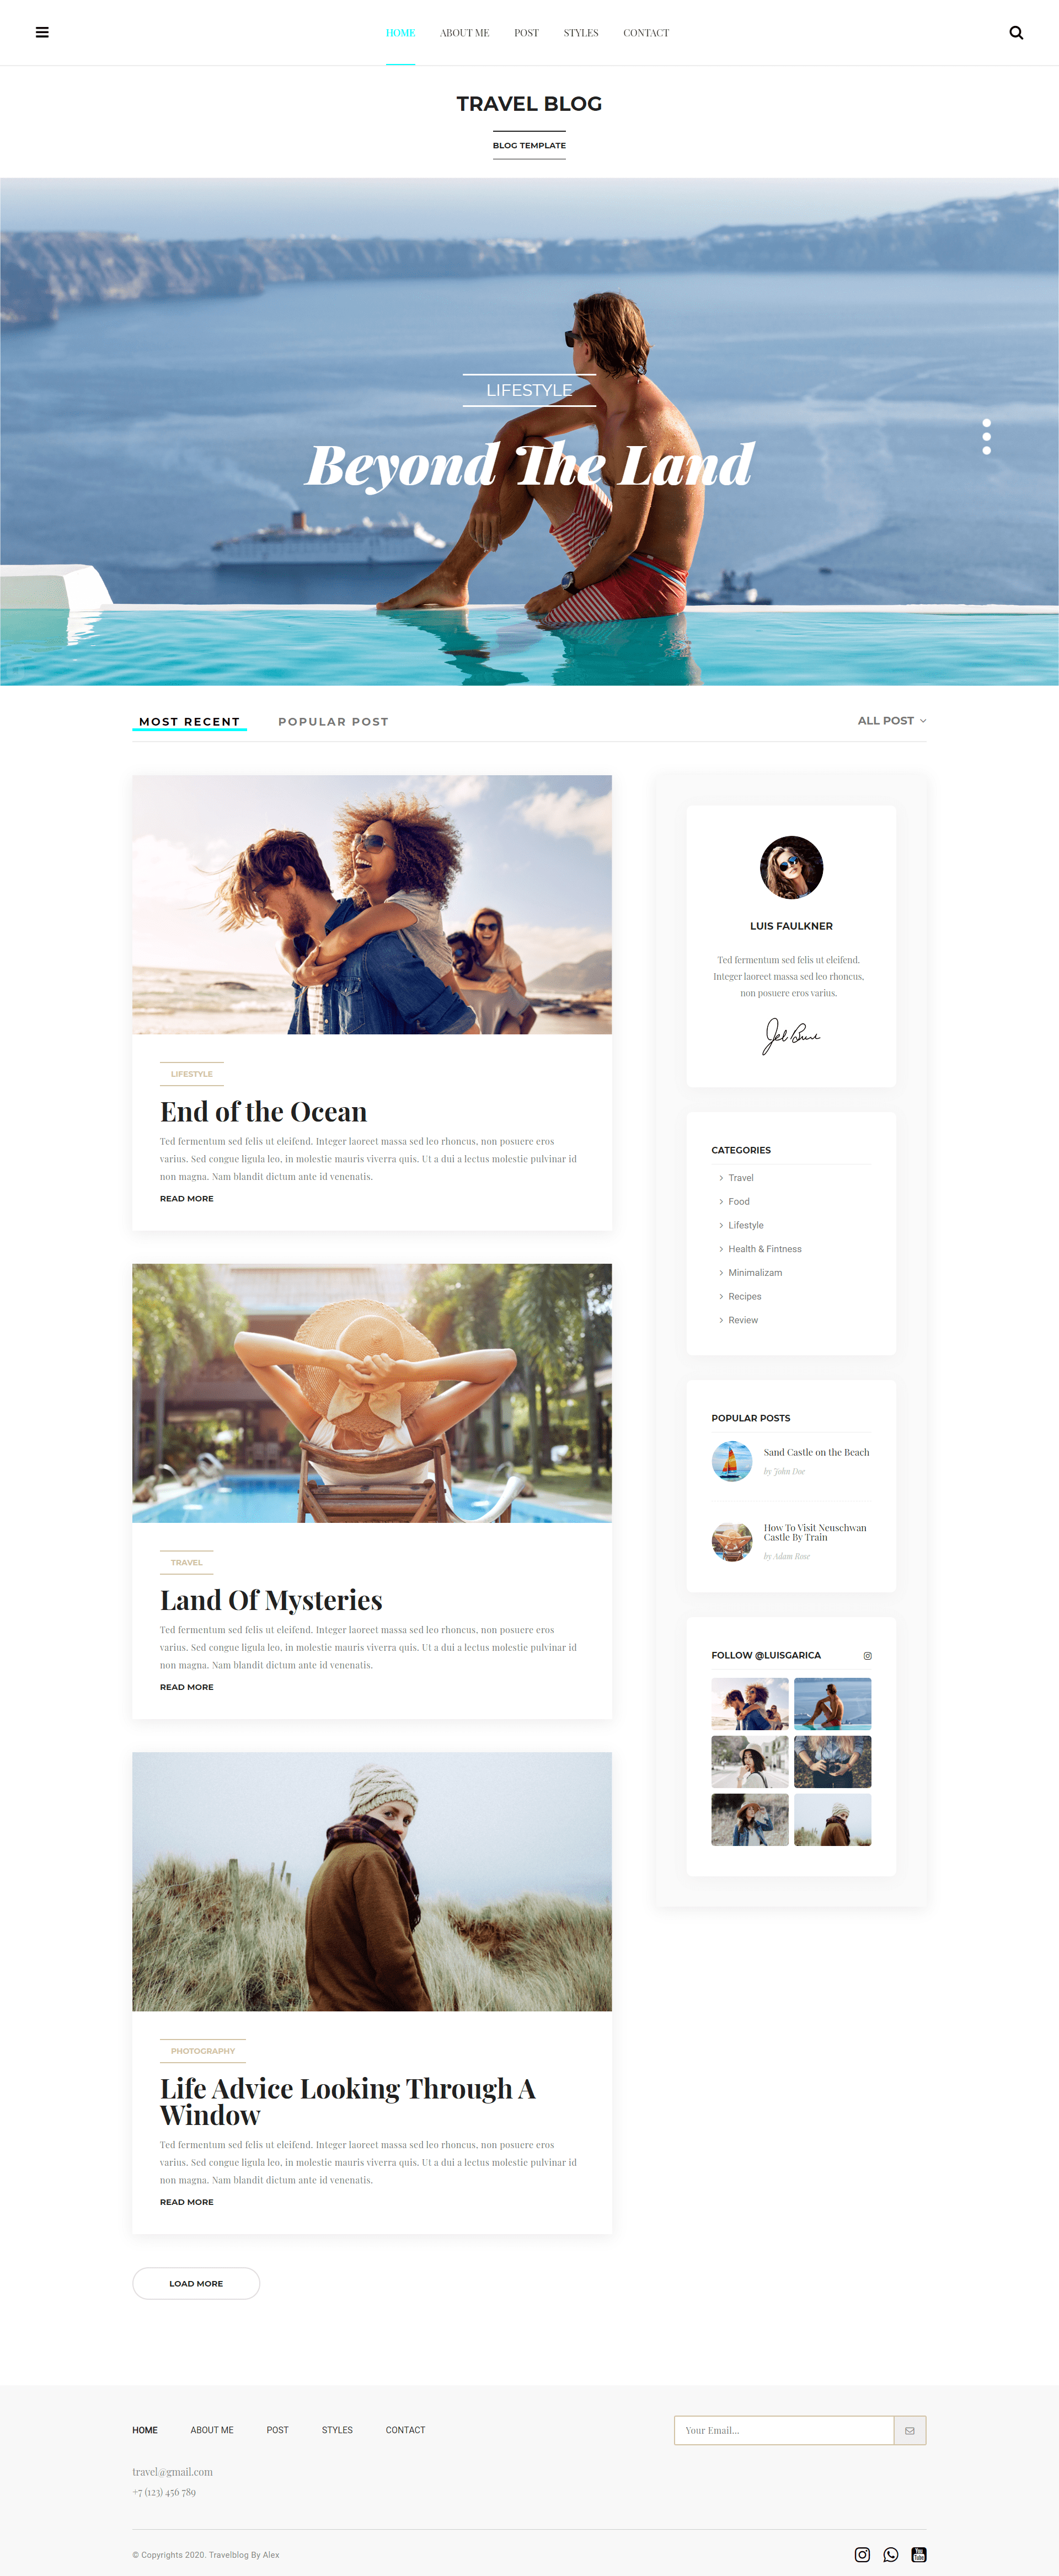 HOME ABOUT ME POST STYLES CONTACT
TRAVEL BLOG
BLOG TEMPLATE
LIFESTYLE
Beyond The Land
MOST RECENT POPULAR POST ALL POST
LIFESTYLE
End of the Ocean
Ted fermentum sed felis ut eleifend. Integer laoreet massa sed leo rhoncus, non posuere eros
varius. Sed congue ligula leo, in molestie mauris viverra quis. Ut a dui a lectus molestie pulvinar id
non magna. Nam blandit dictum ante id venenatis.
READ MORE
TRAVEL
Land Of Mysteries
Ted fermentum sed felis ut eleifend. Integer laoreet massa sed leo rhoncus, non posuere eros
varius. Sed congue ligula leo, in molestie mauris viverra quis. Ut a dui a lectus molestie pulvinar id
non magna. Nam blandit dictum ante id venenatis.
READ MORE
PHOTOGRAPHY
Life Advice Looking Through A
Window
Ted fermentum sed felis ut eleifend. Integer laoreet massa sed leo rhoncus, non posuere eros
varius. Sed congue ligula leo, in molestie mauris viverra quis. Ut a dui a lectus molestie pulvinar id
non magna. Nam blandit dictum ante id venenatis.
READ MORE
LOAD MORE
LUIS FAULKNER
Ted fermentum sed felis ut eleifend.
Integer laoreet massa sed leo rhoncus,
non posuere eros varius.
CATEGORIES
Travel
Food
Lifestyle
Health & Fintness
Minimalizam
Recipes
Review
POPULAR POSTS
Sand Castle on the Beach
by John Doe
How To Visit Neuschwan
Castle By Train
by Adam Rose
FOLLOW @LUISGARICA
HOME ABOUT ME POST STYLES CONTACT
Your Email...
travel@gmail.com
+7 (123) 456 789
© Copyrights 2020. Travelblog By Alex
You Tube